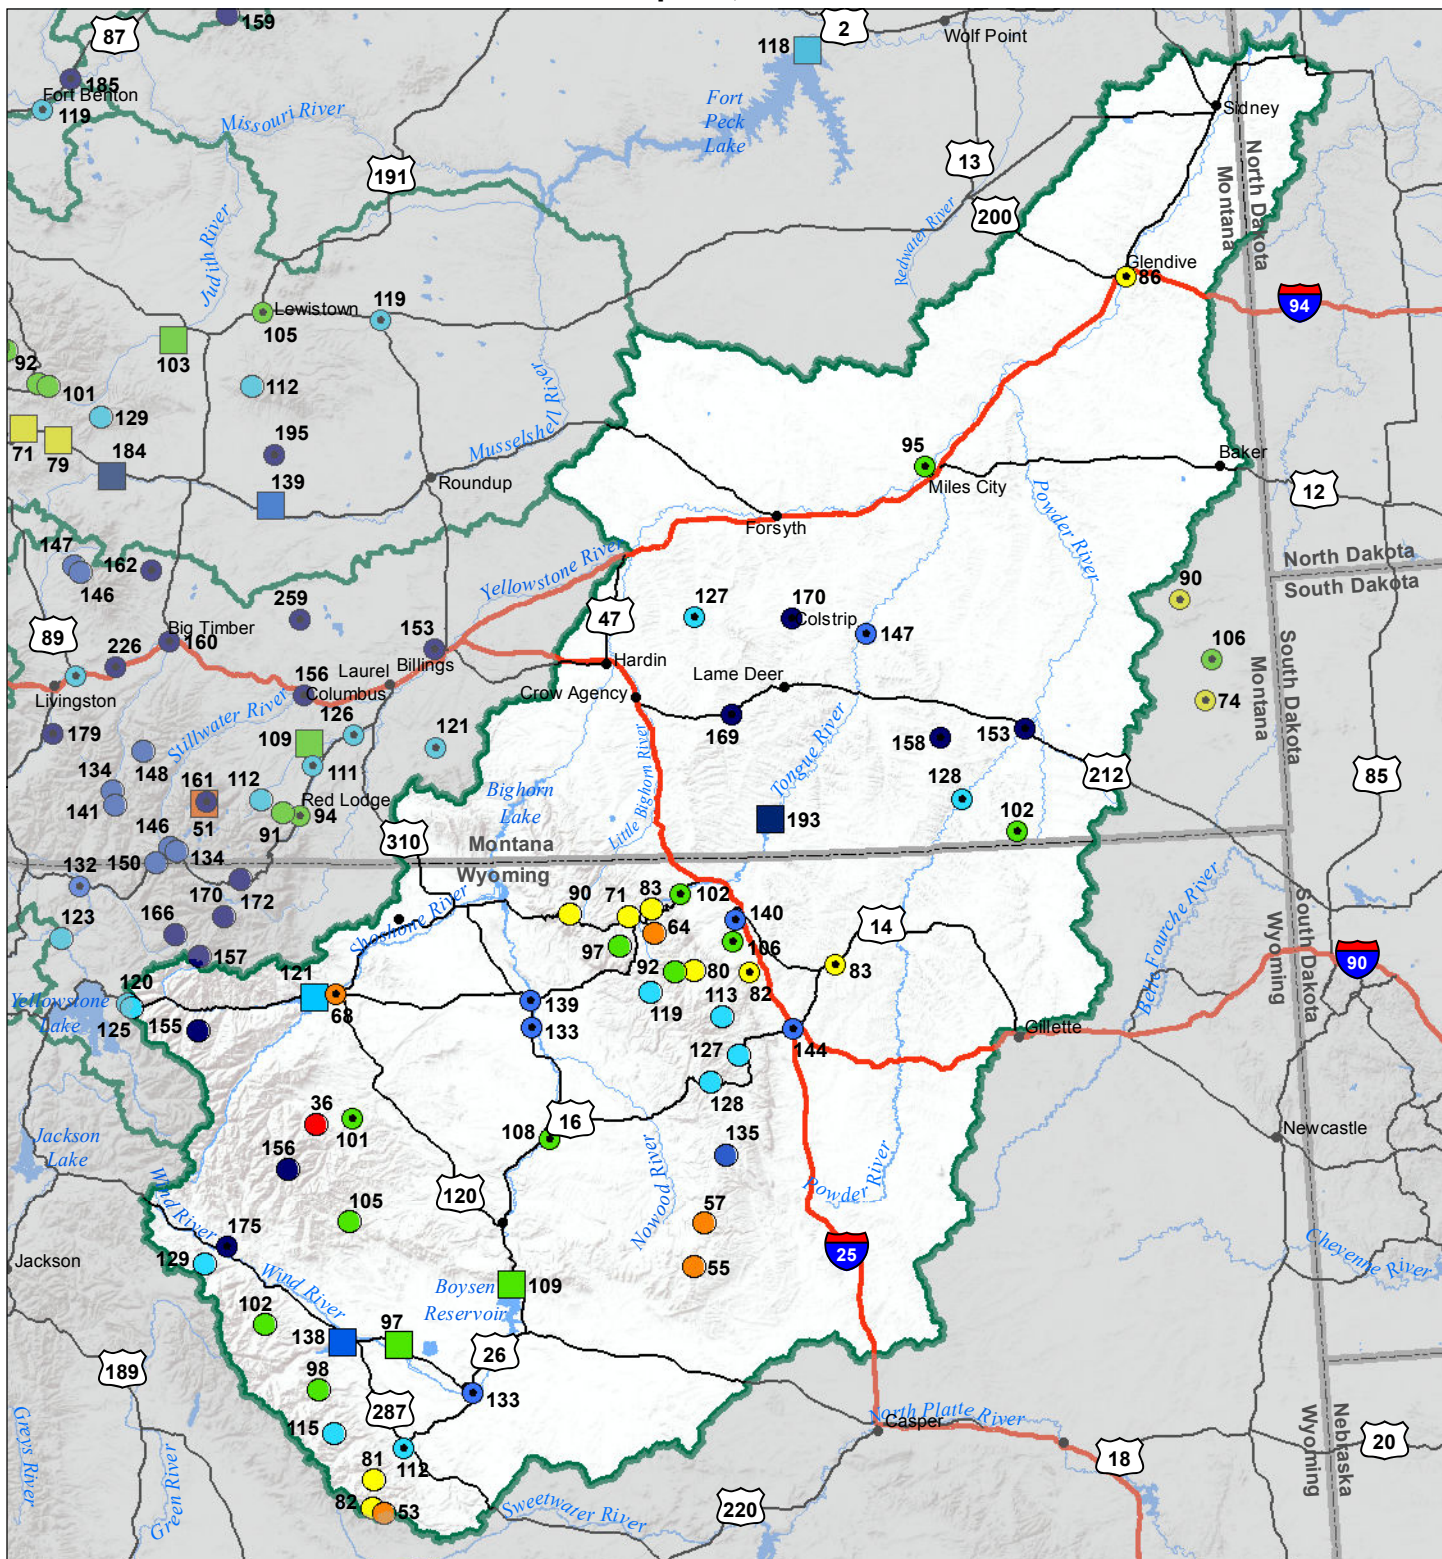 159
87
2
118
Wolf Point
185
Fort Benton
119
Missouri River
Fort
Peck
Lake
Sidney
13
191
North Dakota
Montana
200
Redwater River
Judith River
Glendive
86
94
Lewistown
119
105
103
92
101
112
129
Musselshell River
195
71
79
184
139
Roundup
95
Miles City
Baker
12
Powder River
Forsyth
147
146
162
Yellowstone River
North Dakota
South Dakota
90
259
127
170
Colstrip
147
47
89
Big Timber
226
160
153
Laurel
Billings
Hardin
106
South Dakota
Montana
156
Columbus
Lame Deer
Crow Agency
Livingston
74
126
Stillwater River
121
179
109
169
158
153
148
111
134
141
161
112
Red Lodge
51
91
94
Bighorn
Lake
Little Bighorn River
Tongue River
193
128
102
212
85
310
Montana
Wyoming
146
150
134
132
170
172
123
166
157
Shoshone River
90
71
83
102
64
97
140
106
14
Belle Fourche River
South Dakota
Wyoming
90
92
80
82
83
119
113
Yellowstone
Lake
120
125
155
121
68
139
133
127
128
144
Gillette
36
101
156
108
16
Nowood River
135
Powder River
Newcastle
Jackson
Lake
Wind River
175
129
105
120
57
55
25
Cheyenne River
Jackson
Wind River
Boysen
Reservoir
109
102
138
97
26
189
98
133
287
115
112
81
82
53
Greys River
Green River
Sweetwater River
220
North Platte River
Casper
18
Nebraska
Wyoming
20